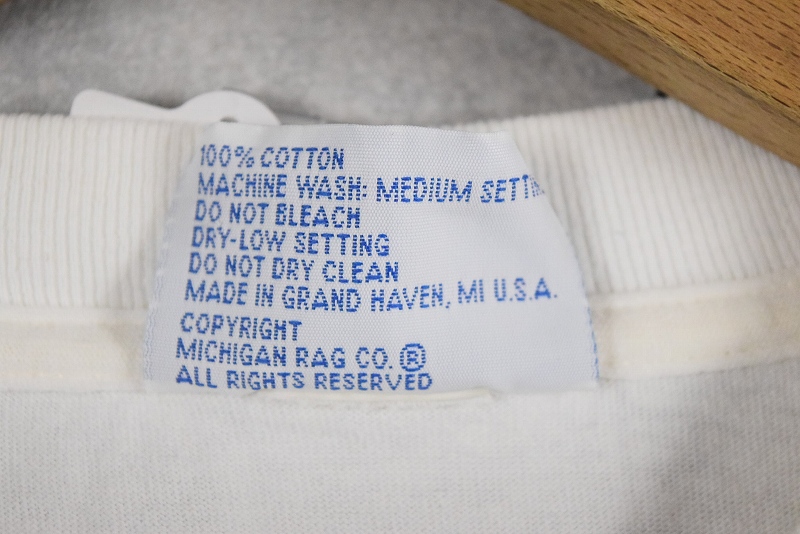 100% COTTON
MACHINE WASH: MEDIUM
DO NOT BLEACH
DRY-LOW SETTING
DO NOT DRY CLEAN
MADE IN GRAND HAVEN, MI U.S.A.
COPYRIGHT
MICHIGAN RAG CO. ®
ALL RIGHTS RESERVED